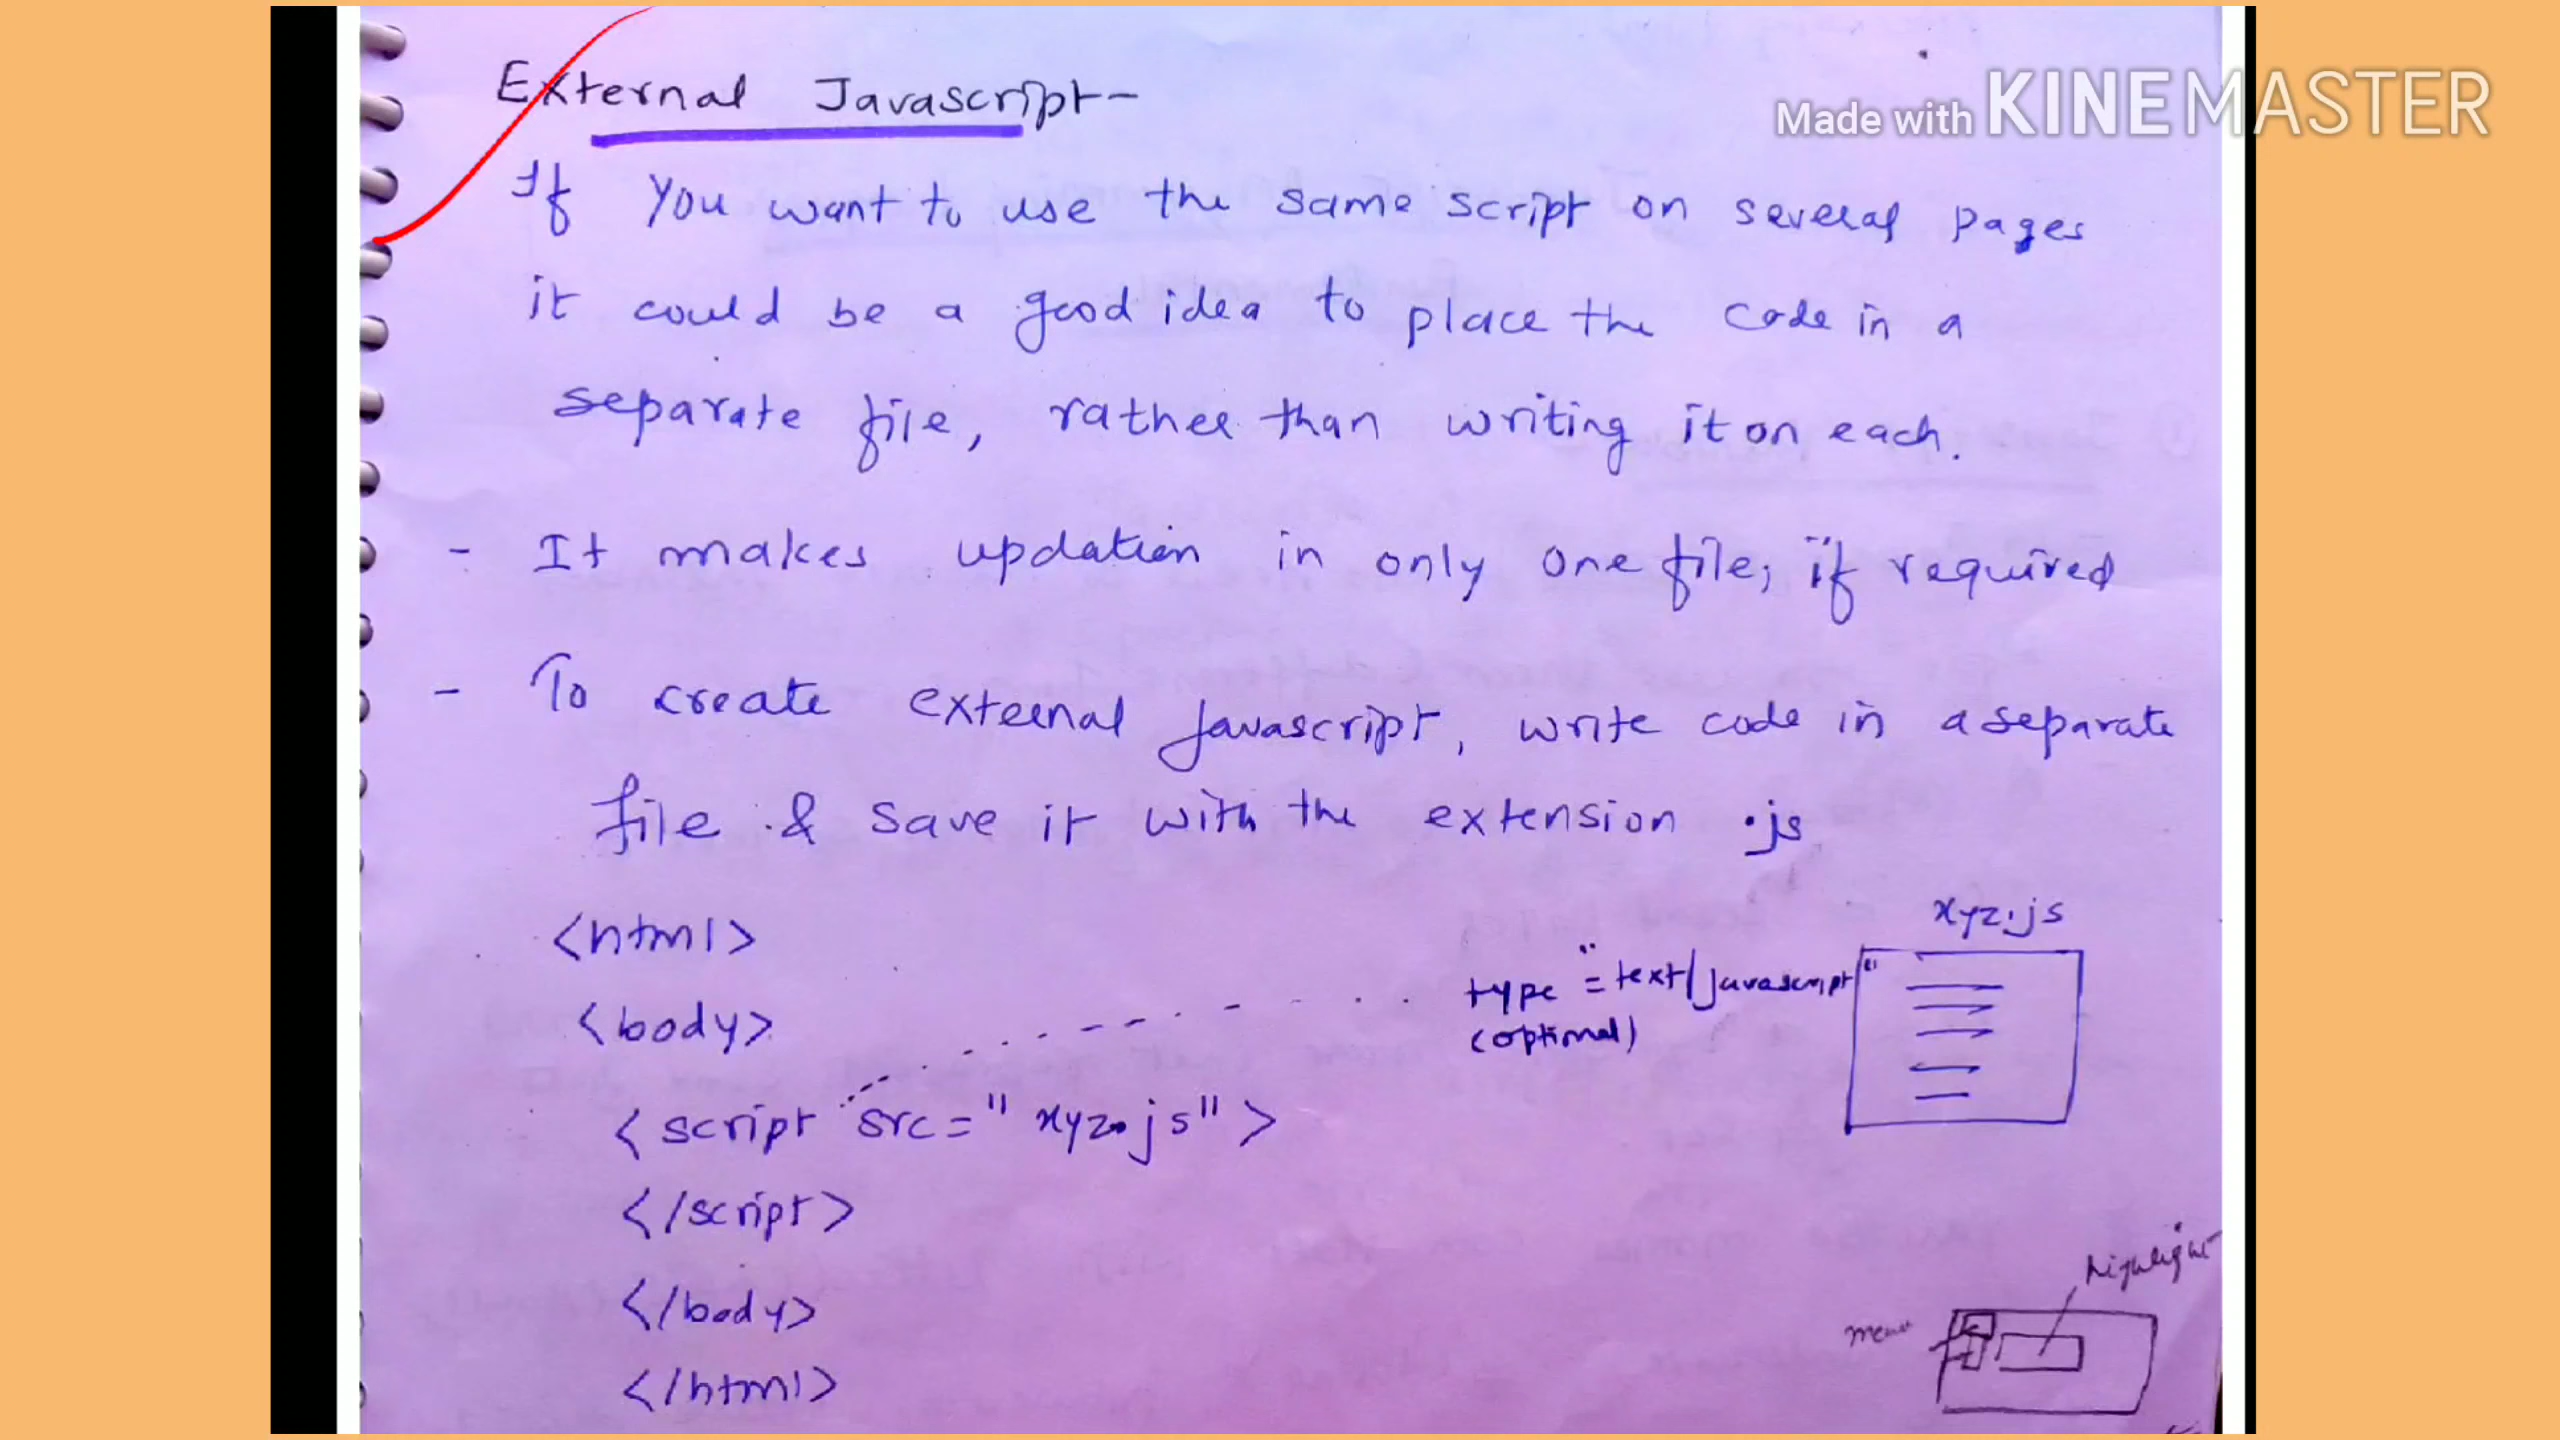 Made with KINEMASTER
External Javascript-
If You want to use the same script on several pages
it could be a good idea to place the code in a
separate file, rather than writing it on each.
- It makes updation in only one file, if required
- To create external javascript, write code in a separate
file & save it with the extension .js
<html>
<body>
type = "text/javascript"
(optional)
xyz.js
<script src=" xyz.js">
</script>
</body>
</html>
highlight